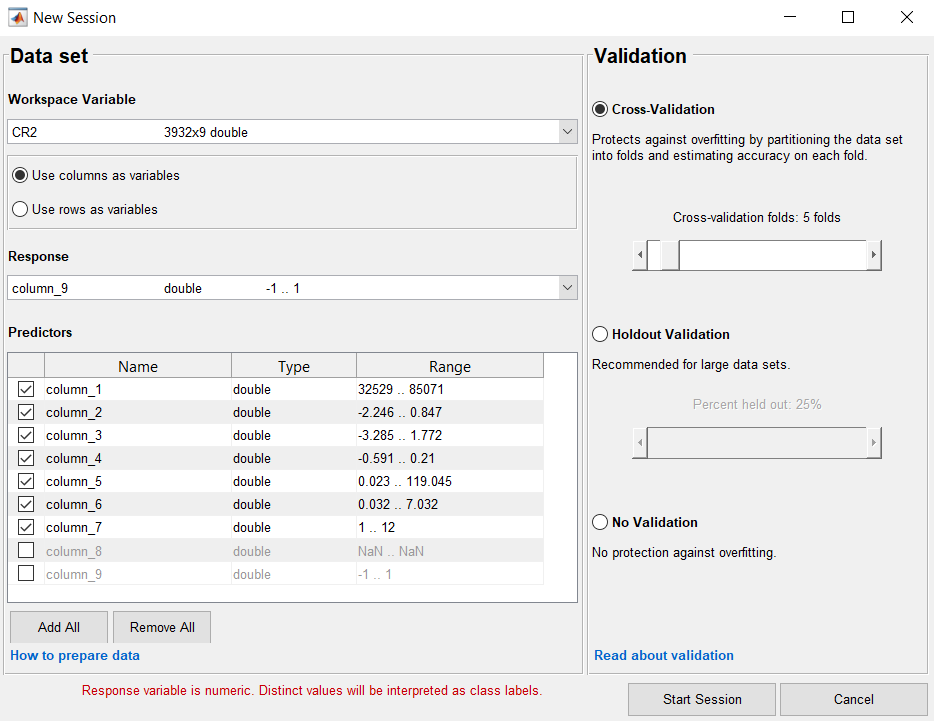 New Session
Data set
Workspace Variable
CR2 3932x9 double
Use columns as variables
Use rows as variables
Response
column_9 double -1 .. 1
Predictors
Name Type Range
column_1 double 32529 .. 85071
column_2 double -2.246 .. 0.847
column_3 double -3.285 .. 1.772
column_4 double -0.591 .. 0.21
column_5 double 0.023 .. 119.045
column_6 double 0.032 .. 7.032
column_7 double 1 .. 12
column_8 double NaN .. NaN
column_9 double -1 .. 1
Add All Remove All
How to prepare data
Response variable is numeric. Distinct values will be interpreted as class labels.
Validation
Cross-Validation
Protects against overfitting by partitioning the data set
into folds and estimating accuracy on each fold.
Cross-validation folds: 5 folds
Holdout Validation
Recommended for large data sets.
Percent held out: 25%
No Validation
No protection against overfitting.
Read about validation
Start Session Cancel